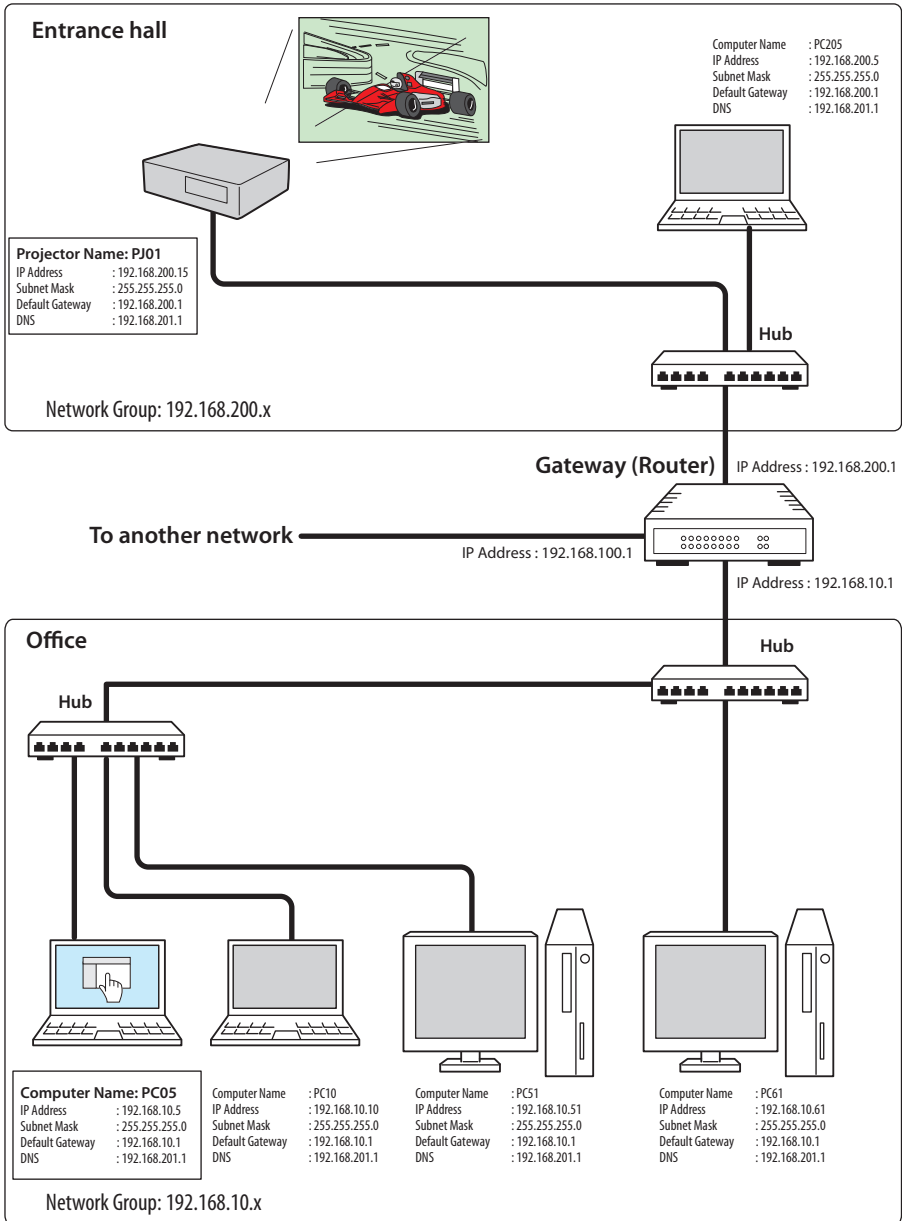 Entrance hall
Computer Name : PC205
IP Address : 192.168.200.5
Subnet Mask : 255.255.255.0
Default Gateway : 192.168.200.1
DNS : 192.168.201.1
Projector Name: PJ01
IP Address : 192.168.200.15
Subnet Mask : 255.255.255.0
Default Gateway : 192.168.200.1
DNS : 192.168.201.1
Hub
Network Group: 192.168.200.x
Gateway (Router)
IP Address : 192.168.200.1
To another network
IP Address : 192.168.100.1
IP Address : 192.168.10.1
Office
Hub
Hub
Computer Name: PC05
IP Address : 192.168.10.5
Subnet Mask : 255.255.255.0
Default Gateway : 192.168.10.1
DNS : 192.168.201.1
Computer Name : PC10
IP Address : 192.168.10.10
Subnet Mask : 255.255.255.0
Default Gateway : 192.168.10.1
DNS : 192.168.201.1
Computer Name : PC51
IP Address : 192.168.10.51
Subnet Mask : 255.255.255.0
Default Gateway : 192.168.10.1
DNS : 192.168.201.1
Computer Name : PC61
IP Address : 192.168.10.61
Subnet Mask : 255.255.255.0
Default Gateway : 192.168.10.1
DNS : 192.168.201.1
Network Group: 192.168.10.x